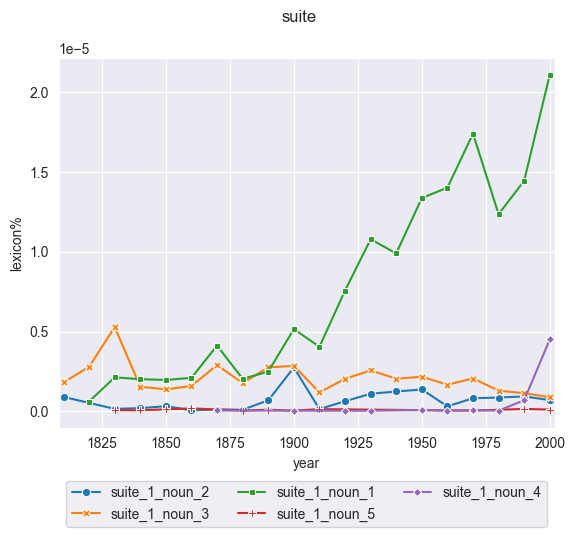 suite
1e−5
2.0
1.5
1.0
0.5
0.0
lexicon%
1825 1850 1875 1900 1925 1950 1975 2000
year
suite_1_noun_2 suite_1_noun_1 suite_1_noun_4
suite_1_noun_3 suite_1_noun_5